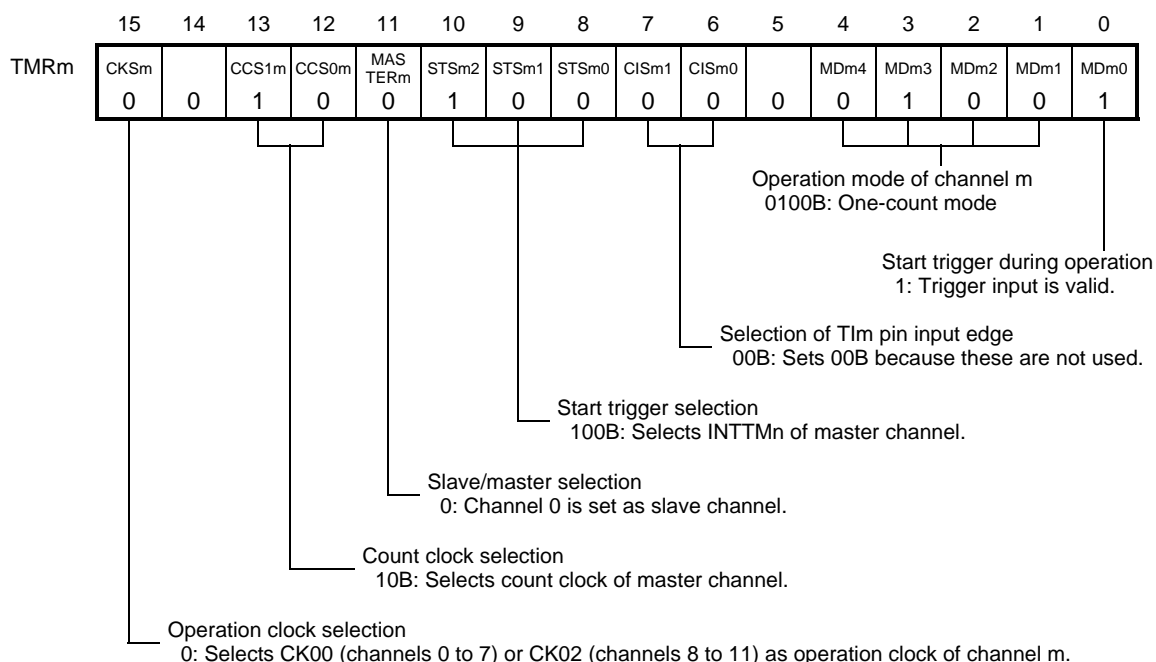 15 14 13 12 11 10 9 8 7 6 5 4 3 2 1 0
TMRm CKSm CCS1m CCS0m MAS TERm STSm2 STSm1 STSm0 CISm1 CISm0 MDm4 MDm3 MDm2 MDm1 MDm0
0 0 1 0 0 1 0 0 0 0 0 0 1 0 0 1
Operation mode of channel m
0100B: One-count mode
Start trigger during operation
1: Trigger input is valid.
Selection of TIm pin input edge
00B: Sets 00B because these are not used.
Start trigger selection
100B: Selects INTTMn of master channel.
Slave/master selection
0: Channel 0 is set as slave channel.
Count clock selection
10B: Selects count clock of master channel.
Operation clock selection
0: Selects CK00 (channels 0 to 7) or CK02 (channels 8 to 11) as operation clock of channel m.